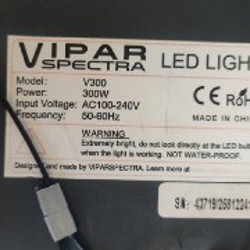 VIPAR SPECTRA LED LIGH
Model: V300
Power: 300W
Input Voltage: AC100-240V
Frequency: 50-60Hz
CE RoH
MADE IN CHI
WARNING
Extremely bright, do not look directly at the LED bul
when the light is working. NOT WATER-PROOF.
Designed and made by VIPARSPECTRA. Learn more at
SN: 43719/2581224